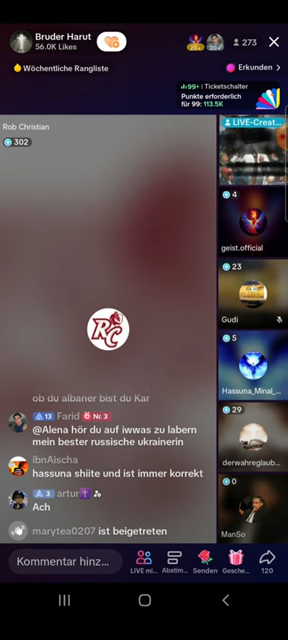 Bruder Harut
56.0K Likes
20+
20+
273
Wöchentliche Rangliste
Erkunden
99+ | Ticketschalter
Punkte erforderlich
für 99: 113.5K
Rob Christian
302
LIVE-Creat...
4
geist.official
23
Gudi
5
Hassuna_Minal_...
29
derwahreglaub...
0
ManSo
RC
ob du albaner bist du Kar
13 Farid Nr. 3
@Alena hör du auf iwwas zu labern
mein bester russische ukrainerin
ibnAischa
hassuna shiite und ist immer korrekt
3 artur
Ach
marytea0207 ist beigetreten
Kommentar hinz...
LIVE mi...
Abstim...
Senden
Gesche...
120